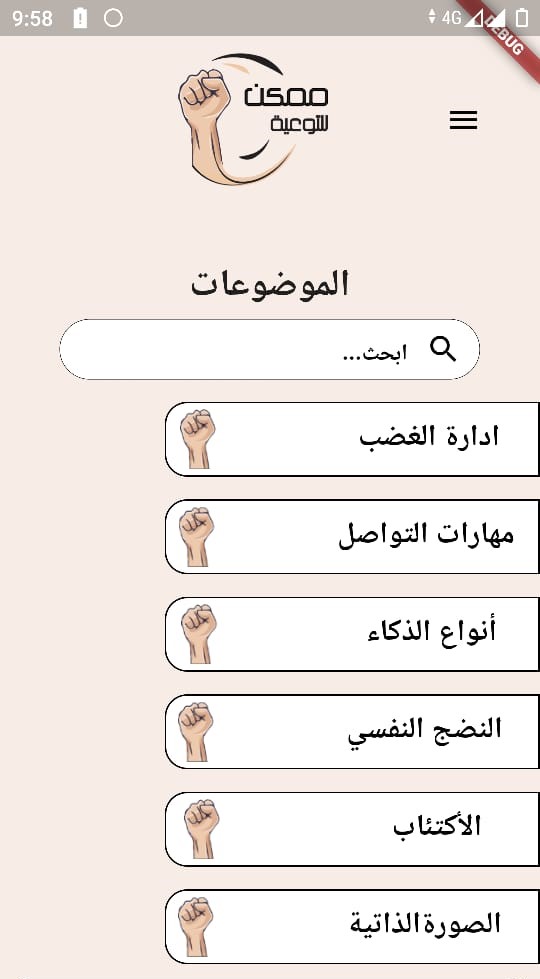 9:58
4G
DEBUG
ممكن
للتوعية
الموضوعات
ابحث...
ادارة الغضب
مهارات التواصل
أنواع الذكاء
النضج النفسي
الأكتئاب
الصورةالذاتية